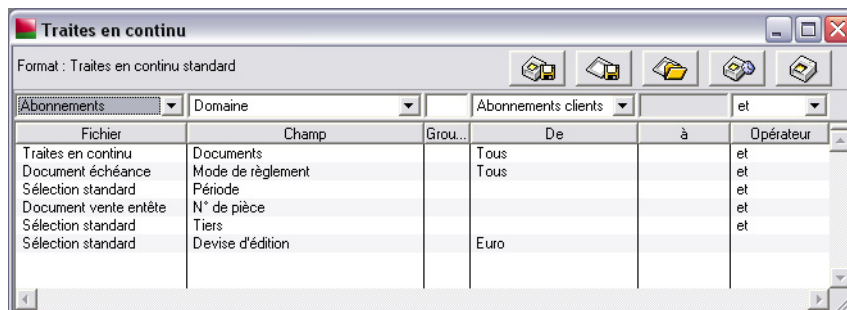 Traites en continu
Format : Traites en continu standard
Abonnements Domaine Abonnements clients et
Fichier Champ Grou... De à Opérateur
Traites en continu Documents Tous et
Document échéance Mode de règlement Tous et
Sélection standard Période et
Document vente entête N° de pièce et
Sélection standard Tiers et
Sélection standard Devise d'édition Euro